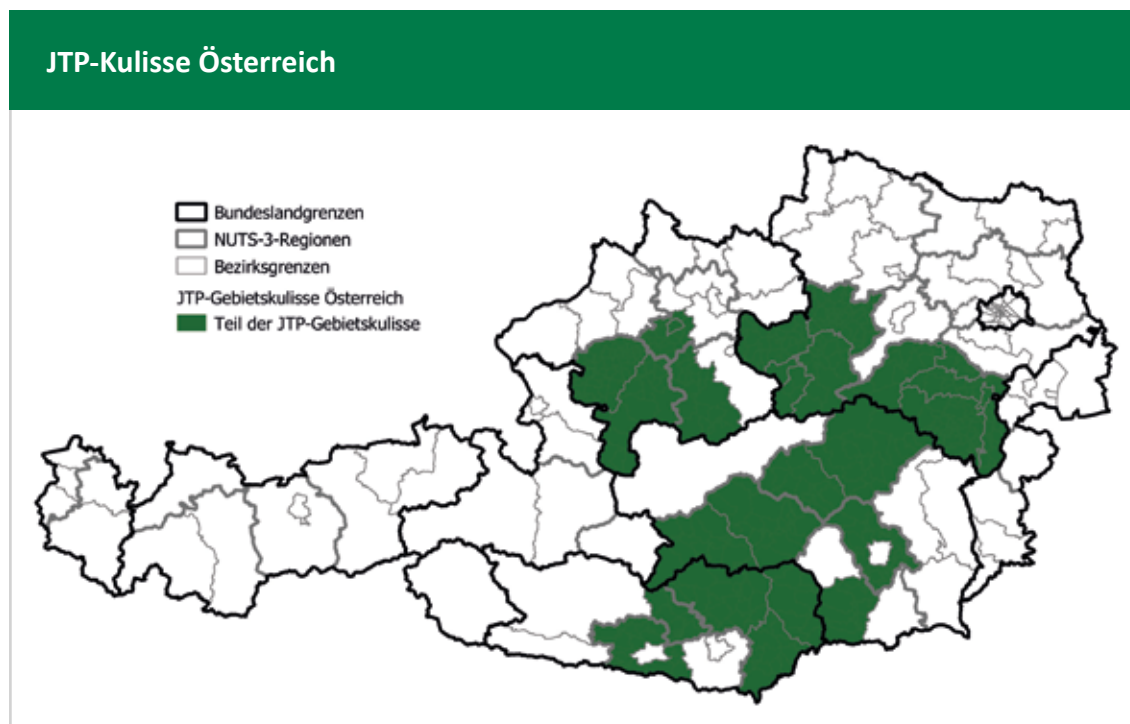 JTP-Kulisse Österreich
Bundeslandgrenzen
NUTS-3-Regionen
Bezirksgrenzen
JTP-Gebietskulisse Österreich
Teil der JTP-Gebietskulisse